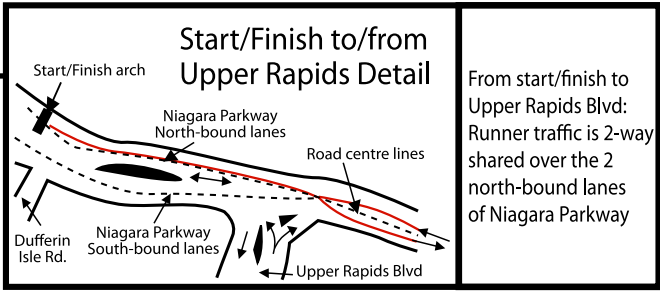 Start/Finish to/from
Upper Rapids Detail
Start/Finish arch
Niagara Parkway
North-bound lanes
Road centre lines
Dufferin
Isle Rd.
Niagara Parkway
South-bound lanes
Upper Rapids Blvd
From start/finish to
Upper Rapids Blvd:
Runner traffic is 2-way
shared over the 2
north-bound lanes
of Niagara Parkway